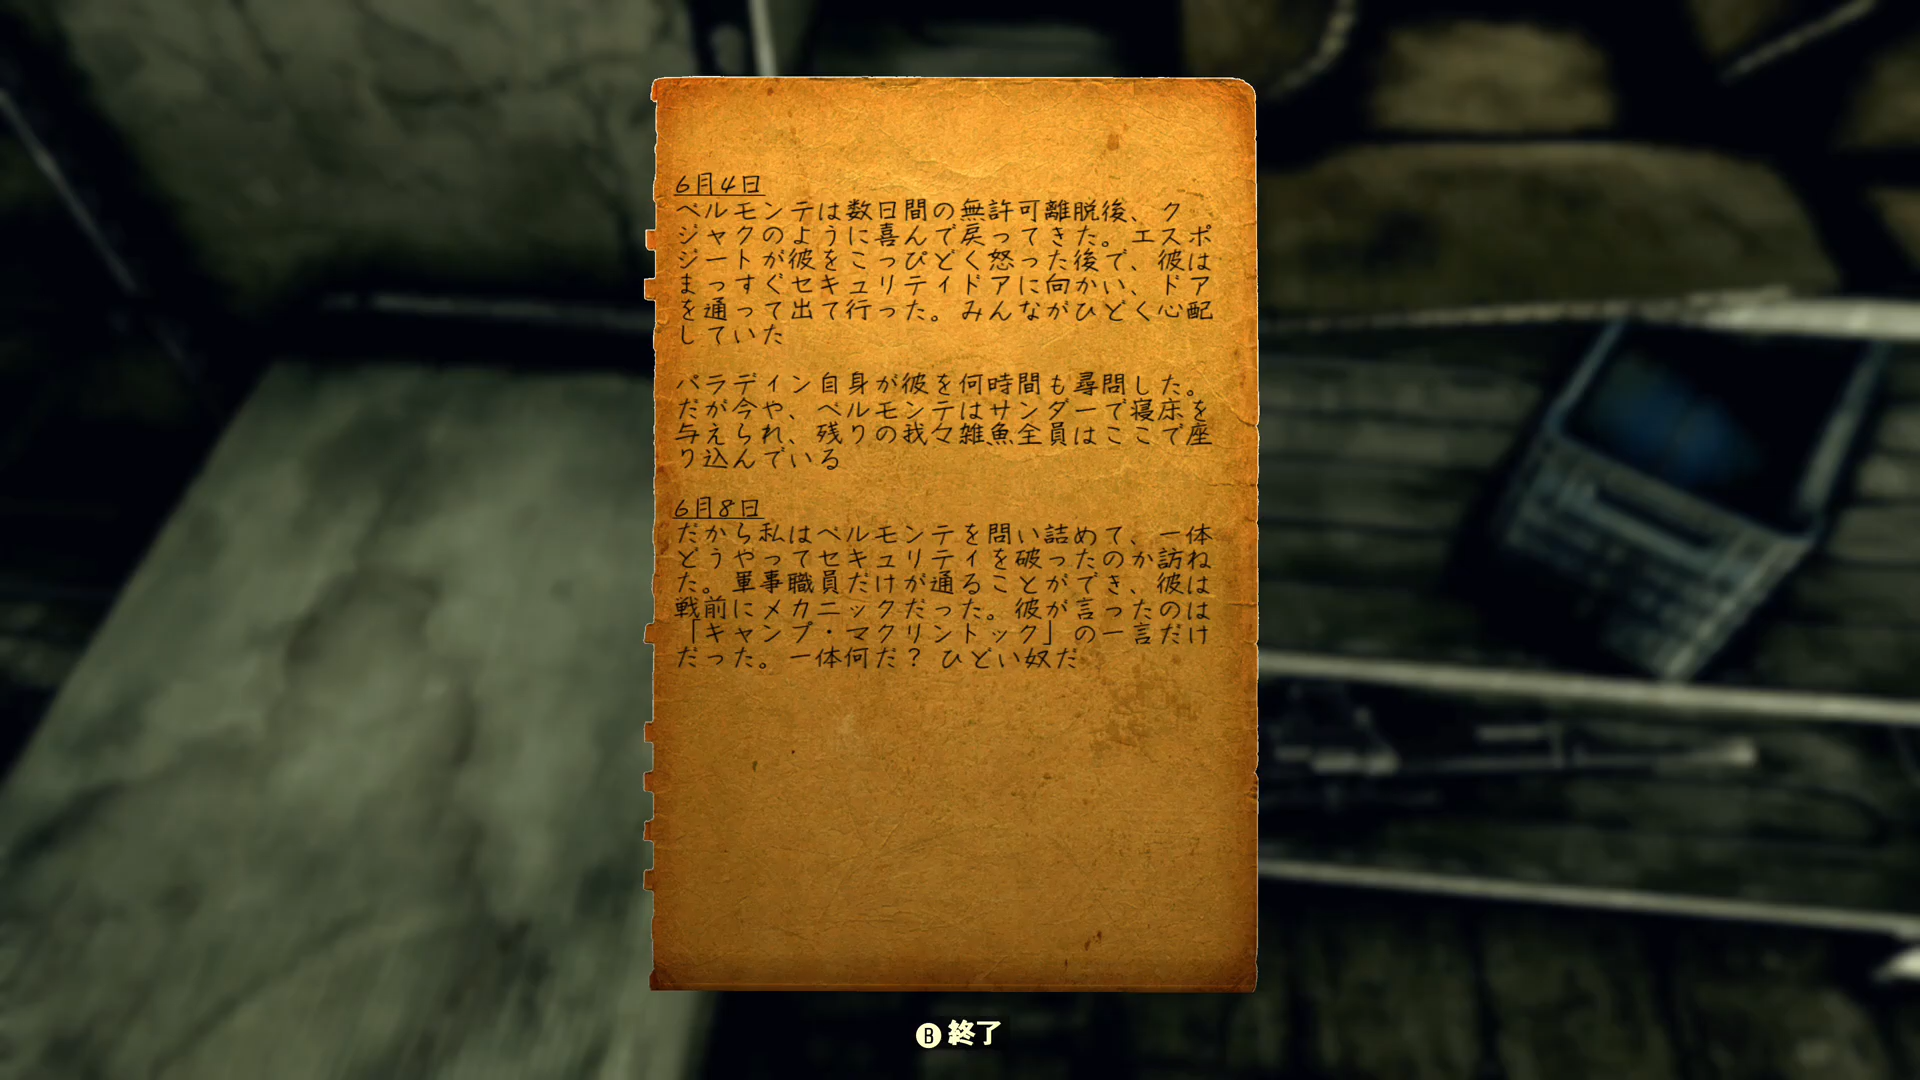 6月4日
ベルモンテは数日間の無許可離脱後、ク
ジャクのように喜んで戻ってきた。エスポ
ジートが彼をこっぴどく怒った後で、彼は
まっすぐセキュリティドアに向かい、ドア
を通って出て行った。みんながひどく心配
していた
パラディン自身が彼を何時間も尋問した。
だが今や、ベルモンテはサンダーで寝床を
与えられ、残りの我々雑魚全員はここで座
り込んでいる
6月8日
だから私はベルモンテを問い詰めて、一体
どうやってセキュリティを破ったのか訪ね
た。軍事職員だけが通ることができ、彼は
戦前にメカニックだった。彼が言ったのは
「キャンプ・マクリントック」の一言だけ
だった。一体何だ？ ひどい奴だ
B 終了